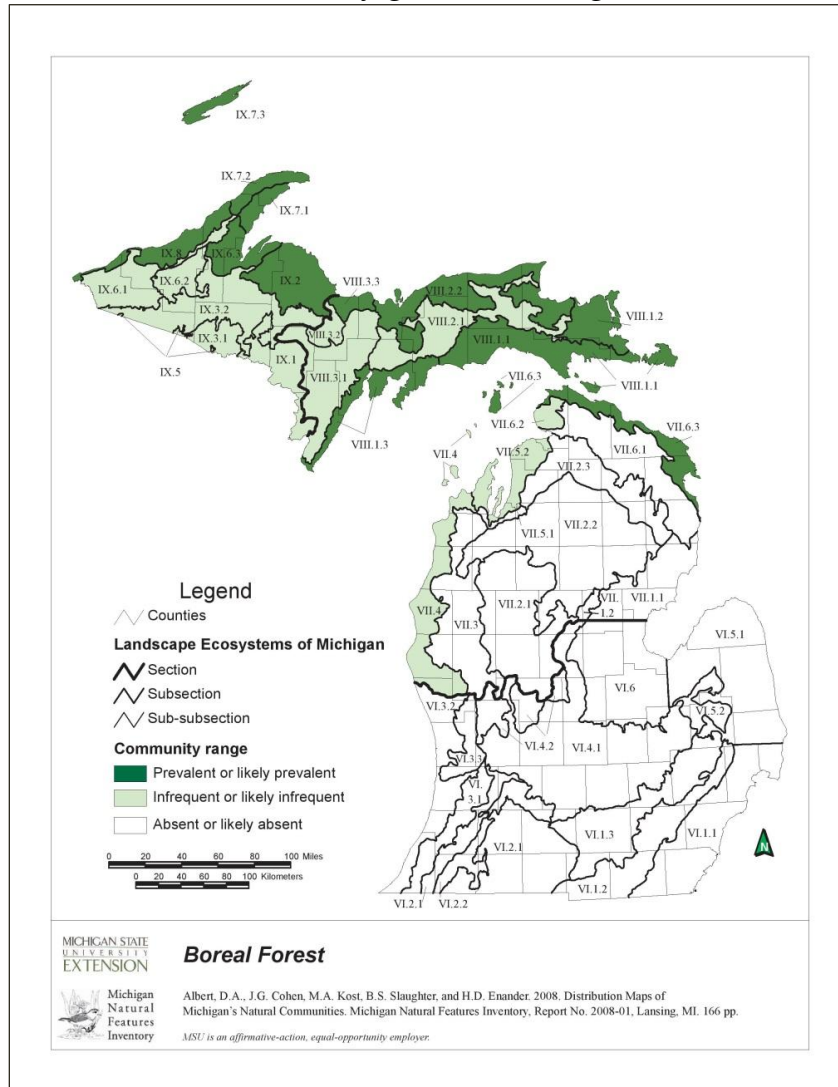 IX.7.3
IX.7.2
IX.7.1
IX.8
IX.6.3
IX.6.1
IX.6.2
IX.2
VIII.3.3
VIII.2.2
IX.3.2
VIII.3.2
VIII.2.1
VIII.1.2
IX.3.1
VIII.1.1
IX.5
IX.1
VIII.3.1
VIII.1.1
VII.6.3
VIII.1.3
VII.6.2
VII.6.3
VII.4
VII.5.2
VII.6.1
VII.2.3
VII.5.1
VII.2.2
VII.4
VII.3
VII.2.1
VII.
1.2
VII.1.1
VI.5.1
VI.6
VI.3.2
VI.5.2
VI.4.2
VI.4.1
VI.3.3
VI.
3.1
VI.1.3
VI.1.1
VI.2.1
VI.1.2
VI.2.1
VI.2.2
N
Legend
Counties
Landscape Ecosystems of Michigan
Section
Subsection
Sub-subsection
Community range
Prevalent or likely prevalent
Infrequent or likely infrequent
Absent or likely absent
0 20 40 60 80 100 Miles
0 20 40 60 80 100 Kilometers
MICHIGAN STATE
UNIVERSITY
EXTENSION
Boreal Forest
Michigan
Natural
Features
Inventory
Albert, D.A., J.G. Cohen, M.A. Kost, B.S. Slaughter, and H.D. Enander. 2008. Distribution Maps of
Michigan's Natural Communities. Michigan Natural Features Inventory, Report No. 2008-01, Lansing, MI. 166 pp.
MSU is an affirmative-action, equal-opportunity employer.